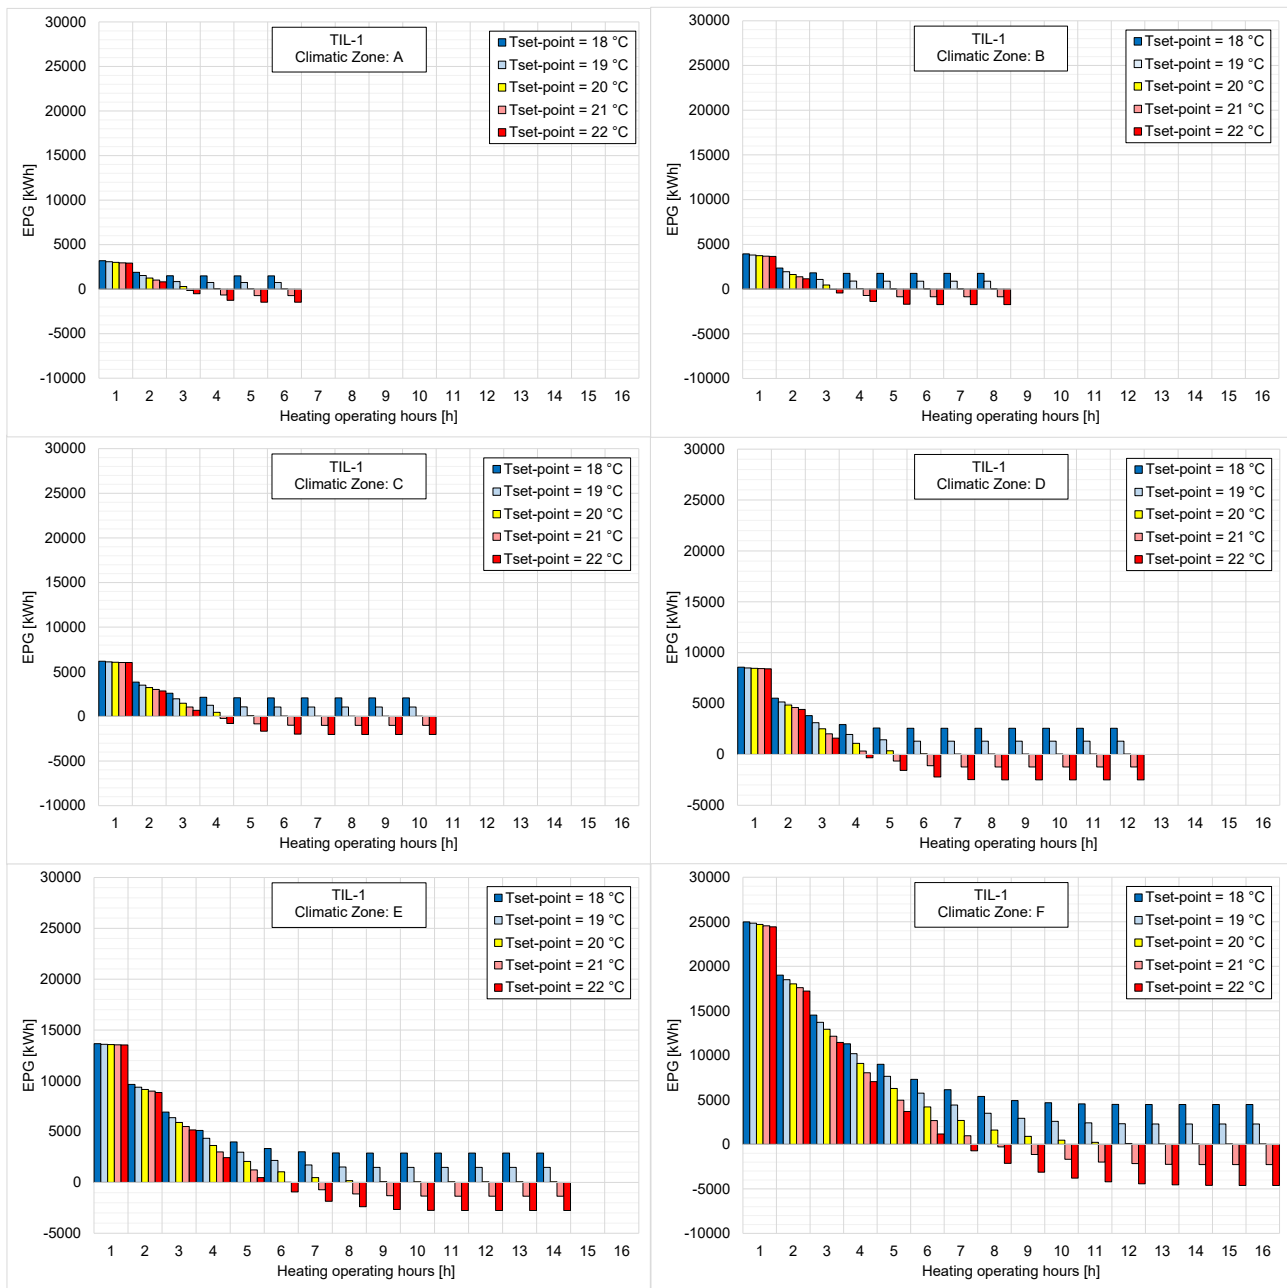 30000
25000
20000
15000
10000
5000
0
-5000
-10000
EPG [kWh]
TIL-1
Climatic Zone: A
Tset-point = 18 °C
Tset-point = 19 °C
Tset-point = 20 °C
Tset-point = 21 °C
Tset-point = 22 °C
1 2 3 4 5 6 7 8 9 10 11 12 13 14 15 16
Heating operating hours [h]
30000
25000
20000
15000
10000
5000
0
-5000
-10000
EPG [kWh]
TIL-1
Climatic Zone: B
Tset-point = 18 °C
Tset-point = 19 °C
Tset-point = 20 °C
Tset-point = 21 °C
Tset-point = 22 °C
1 2 3 4 5 6 7 8 9 10 11 12 13 14 15 16
Heating operating hours [h]
30000
25000
20000
15000
10000
5000
0
-5000
-10000
EPG [kWh]
TIL-1
Climatic Zone: C
Tset-point = 18 °C
Tset-point = 19 °C
Tset-point = 20 °C
Tset-point = 21 °C
Tset-point = 22 °C
1 2 3 4 5 6 7 8 9 10 11 12 13 14 15 16
Heating operating hours [h]
30000
25000
20000
15000
10000
5000
0
-5000
EPG [kWh]
TIL-1
Climatic Zone: D
Tset-point = 18 °C
Tset-point = 19 °C
Tset-point = 20 °C
Tset-point = 21 °C
Tset-point = 22 °C
1 2 3 4 5 6 7 8 9 10 11 12 13 14 15 16
Heating operating hours [h]
30000
25000
20000
15000
10000
5000
0
-5000
EPG [kWh]
TIL-1
Climatic Zone: E
Tset-point = 18 °C
Tset-point = 19 °C
Tset-point = 20 °C
Tset-point = 21 °C
Tset-point = 22 °C
1 2 3 4 5 6 7 8 9 10 11 12 13 14 15 16
Heating operating hours [h]
30000
25000
20000
15000
10000
5000
0
-5000
-10000
EPG [kWh]
TIL-1
Climatic Zone: F
Tset-point = 18 °C
Tset-point = 19 °C
Tset-point = 20 °C
Tset-point = 21 °C
Tset-point = 22 °C
1 2 3 4 5 6 7 8 9 10 11 12 13 14 15 16
Heating operating hours [h]